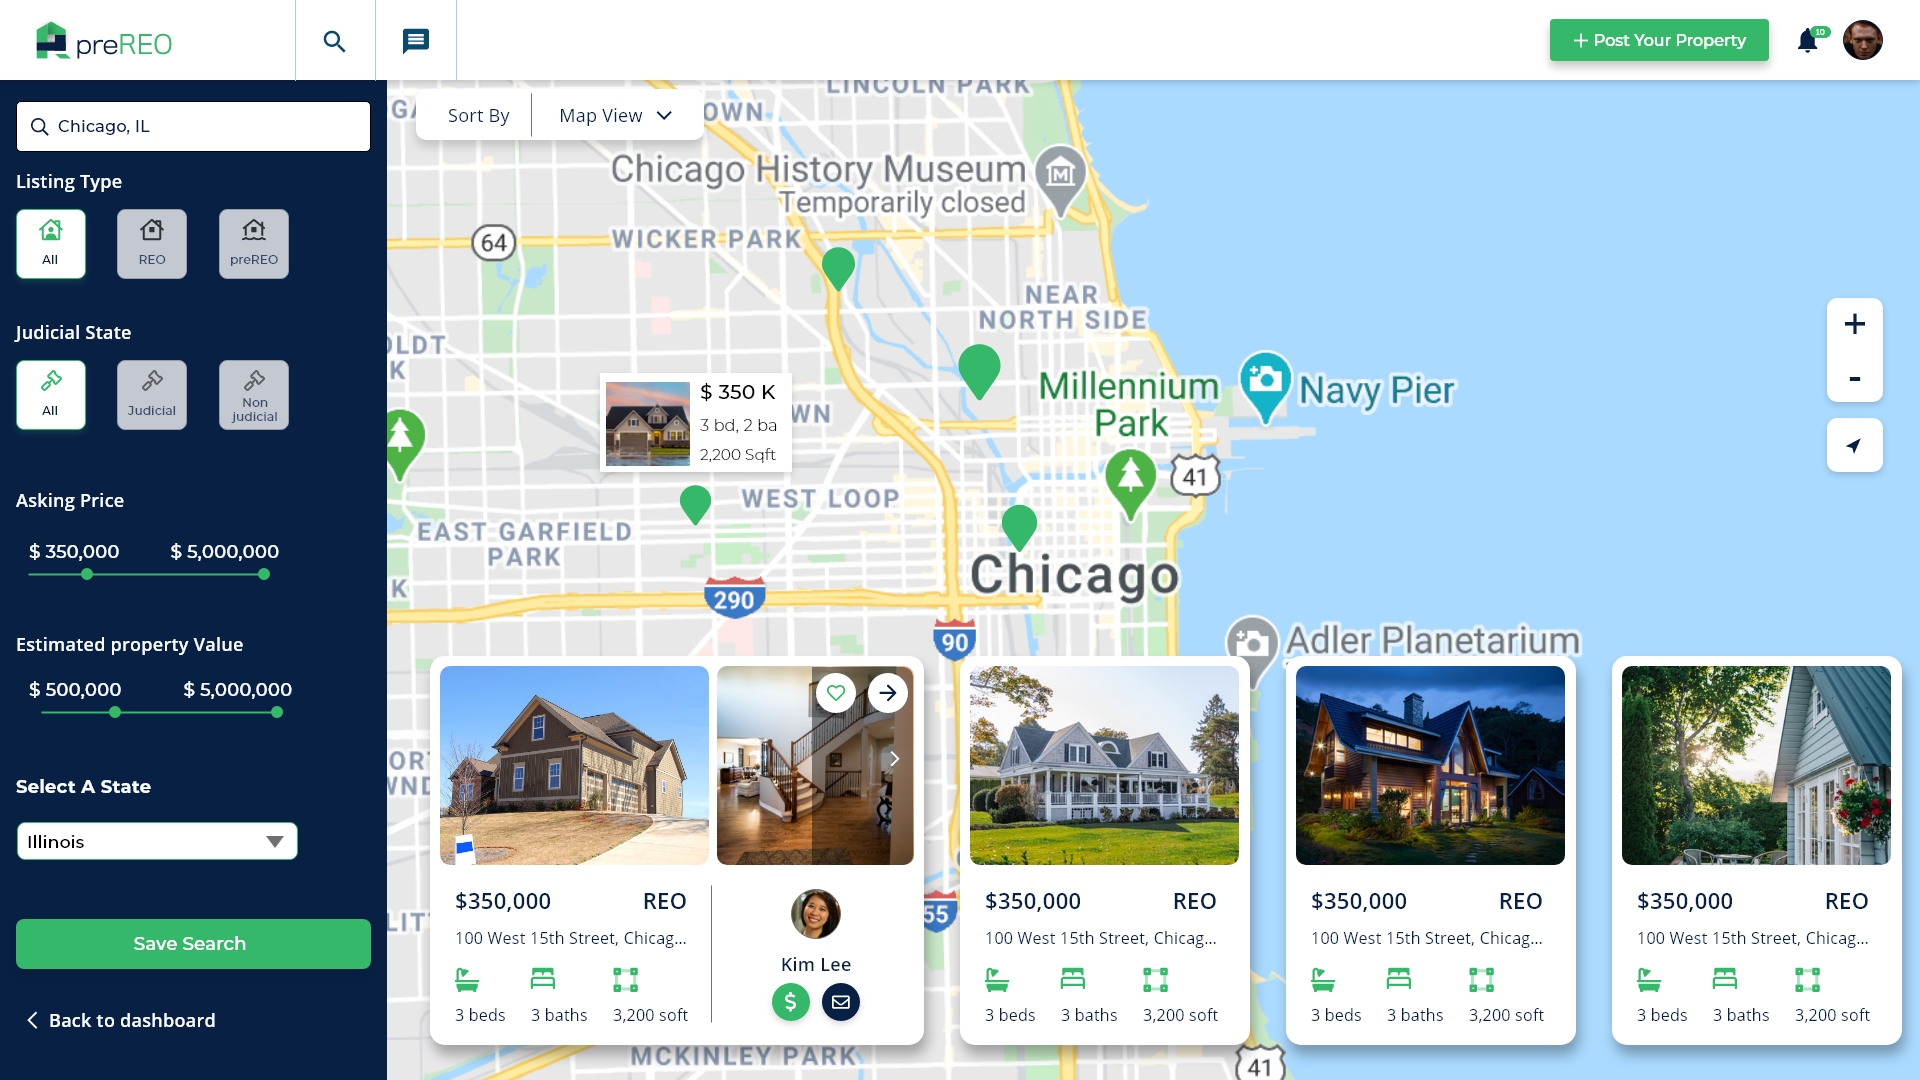 preREO
+ Post Your Property
10
Chicago, IL
Listing Type
All
REO
preREO
Judicial State
All
Judicial
Non
judicial
Asking Price
$ 350,000
$ 5,000,000
Estimated property Value
$ 500,000
$ 5,000,000
Select A State
Illinois
Save Search
Back to dashboard
Sort By
Map View
LINCOLN PARK
GA
OWN
Chicago History Museum
Temporarily closed
64
WICKER PARK
NEAR
NORTH SIDE
OLDT
K
$ 350 K
3 bd, 2 ba
2,200 Sqft
WN
Millennium
Park
Navy Pier
+
-
41
WEST LOOP
EAST GARFIELD
PARK
K
Chicago
290
90
Adler Planetarium
ORT
WND
LIT
55
MCKINLEY PARK
41
$350,000
REO
100 West 15th Street, Chicag...
3 beds
3 baths
3,200 soft
Kim Lee
$
$350,000
REO
100 West 15th Street, Chicag...
3 beds
3 baths
3,200 soft
$350,000
REO
100 West 15th Street, Chicag...
3 beds
3 baths
3,200 soft
$350,000
REO
100 West 15th Street, Chicag...
3 beds
3 baths
3,200 soft